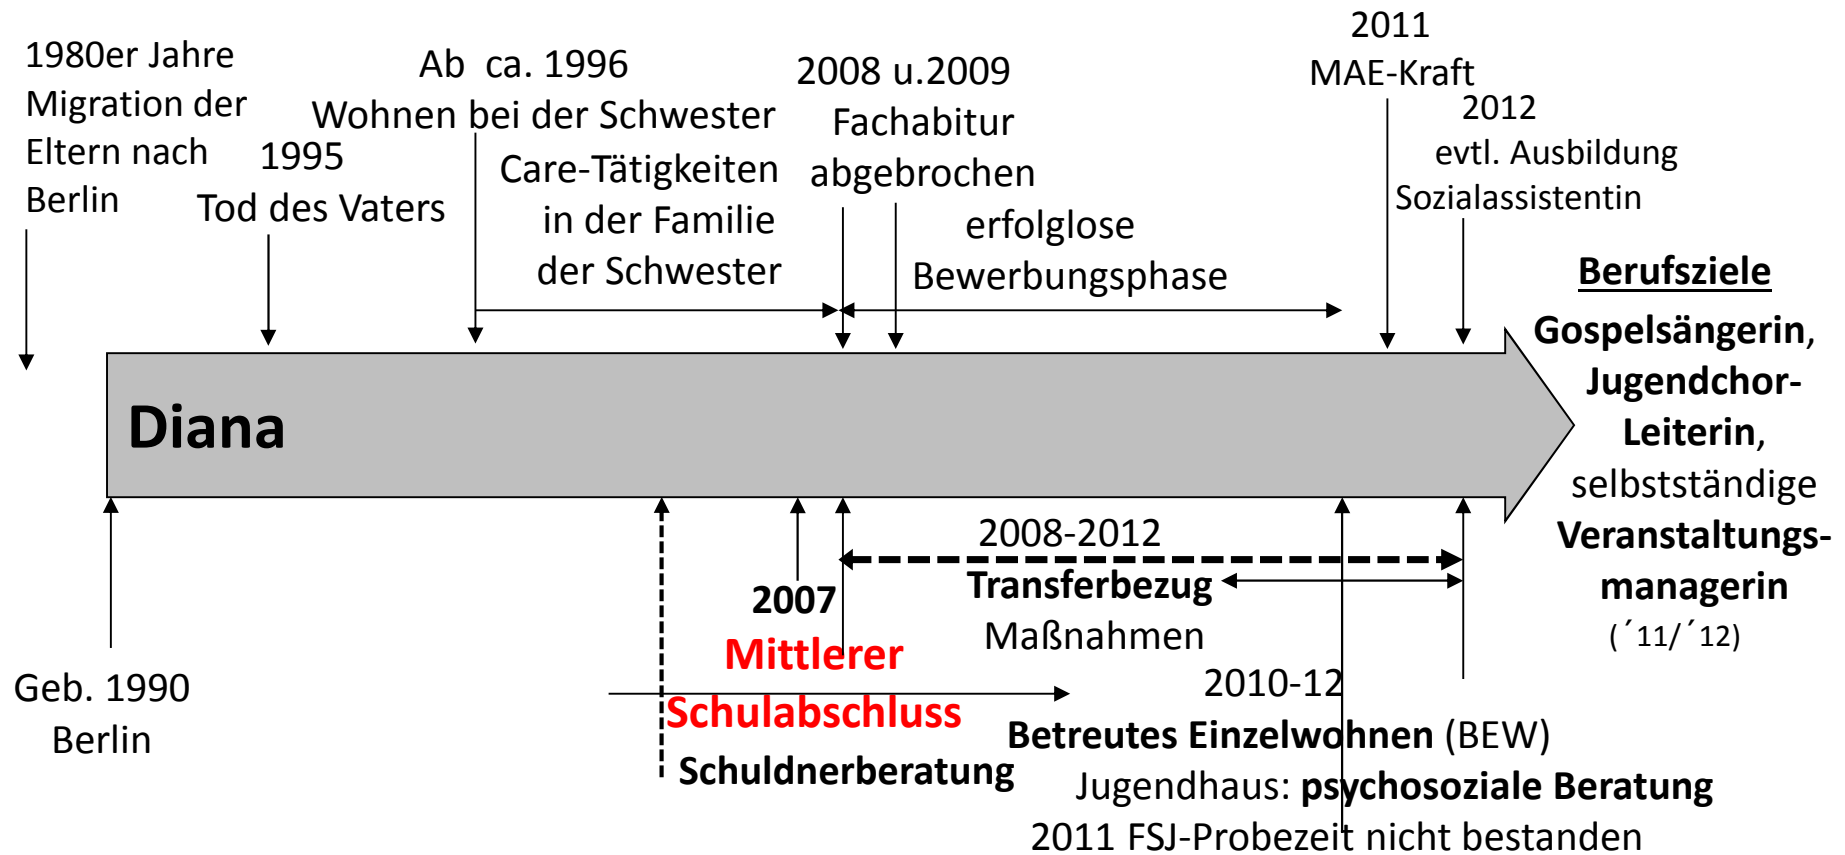 1980er Jahre
Migration der
Eltern nach
Berlin
1995
Tod des Vaters
Ab ca. 1996
Wohnen bei der Schwester
Care-Tätigkeiten
in der Familie
der Schwester
2008 u.2009
Fachabitur
abgebrochen
erfolglose
Bewerbungsphase
2011
MAE-Kraft
2012
evtl. Ausbildung
Sozialassistentin
Berufsziele
Gospelsängerin,
Jugendchor-
Leiterin,
selbstständige
Veranstaltungs-
managerin
(´11/´12)
Diana
Geb. 1990
Berlin
2007
Mittlerer
Schulabschluss
Schuldnerberatung
2008-2012
Transferbezug
Maßnahmen
2010-12
Betreutes Einzelwohnen (BEW)
Jugendhaus: psychosoziale Beratung
2011 FSJ-Probezeit nicht bestanden